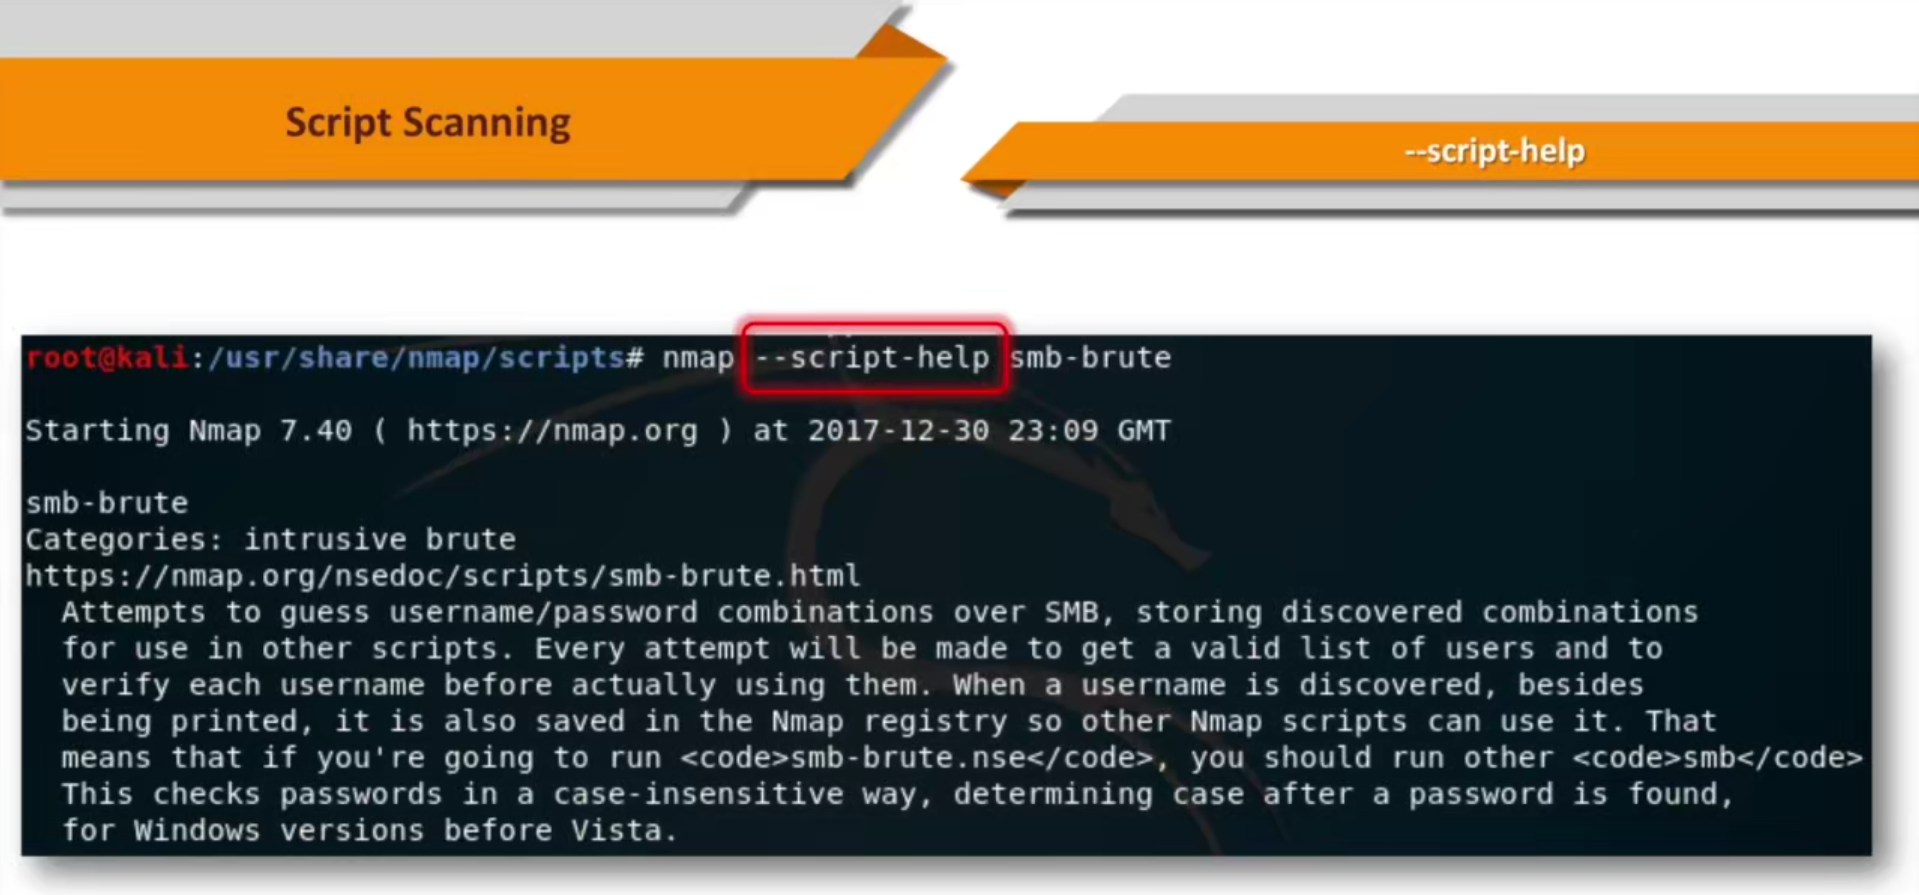 Script Scanning
--script-help
root@kali:/usr/share/nmap/scripts# nmap --script-help smb-brute
Starting Nmap 7.40 ( https://nmap.org ) at 2017-12-30 23:09 GMT
smb-brute
Categories: intrusive brute
https://nmap.org/nsedoc/scripts/smb-brute.html
Attempts to guess username/password combinations over SMB, storing discovered combinations
for use in other scripts. Every attempt will be made to get a valid list of users and to
verify each username before actually using them. When a username is discovered, besides
being printed, it is also saved in the Nmap registry so other Nmap scripts can use it. That
means that if you're going to run <code>smb-brute.nse</code>, you should run other <code>smb</code>
This checks passwords in a case-insensitive way, determining case after a password is found,
for Windows versions before Vista.